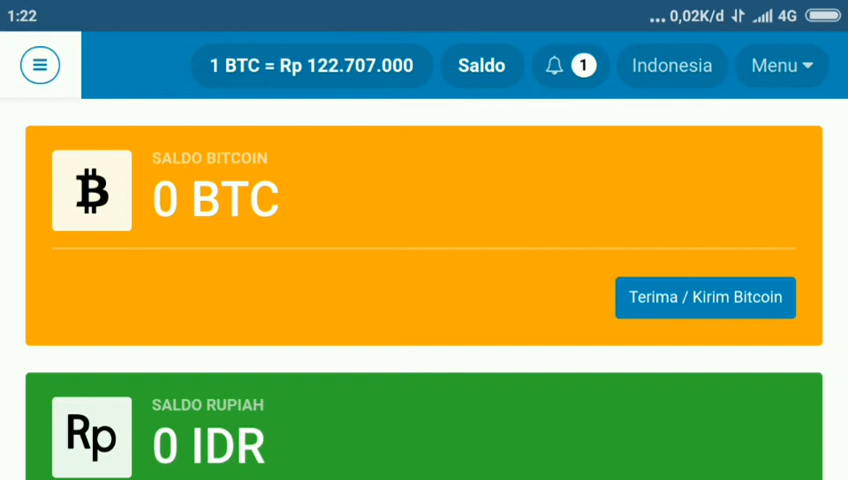 1:22
... 0,02K/d 4G
1 BTC = Rp 122.707.000 Saldo 1 Indonesia Menu
SALDO BITCOIN
0 BTC
Terima / Kirim Bitcoin
SALDO RUPIAH
Rp
0 IDR